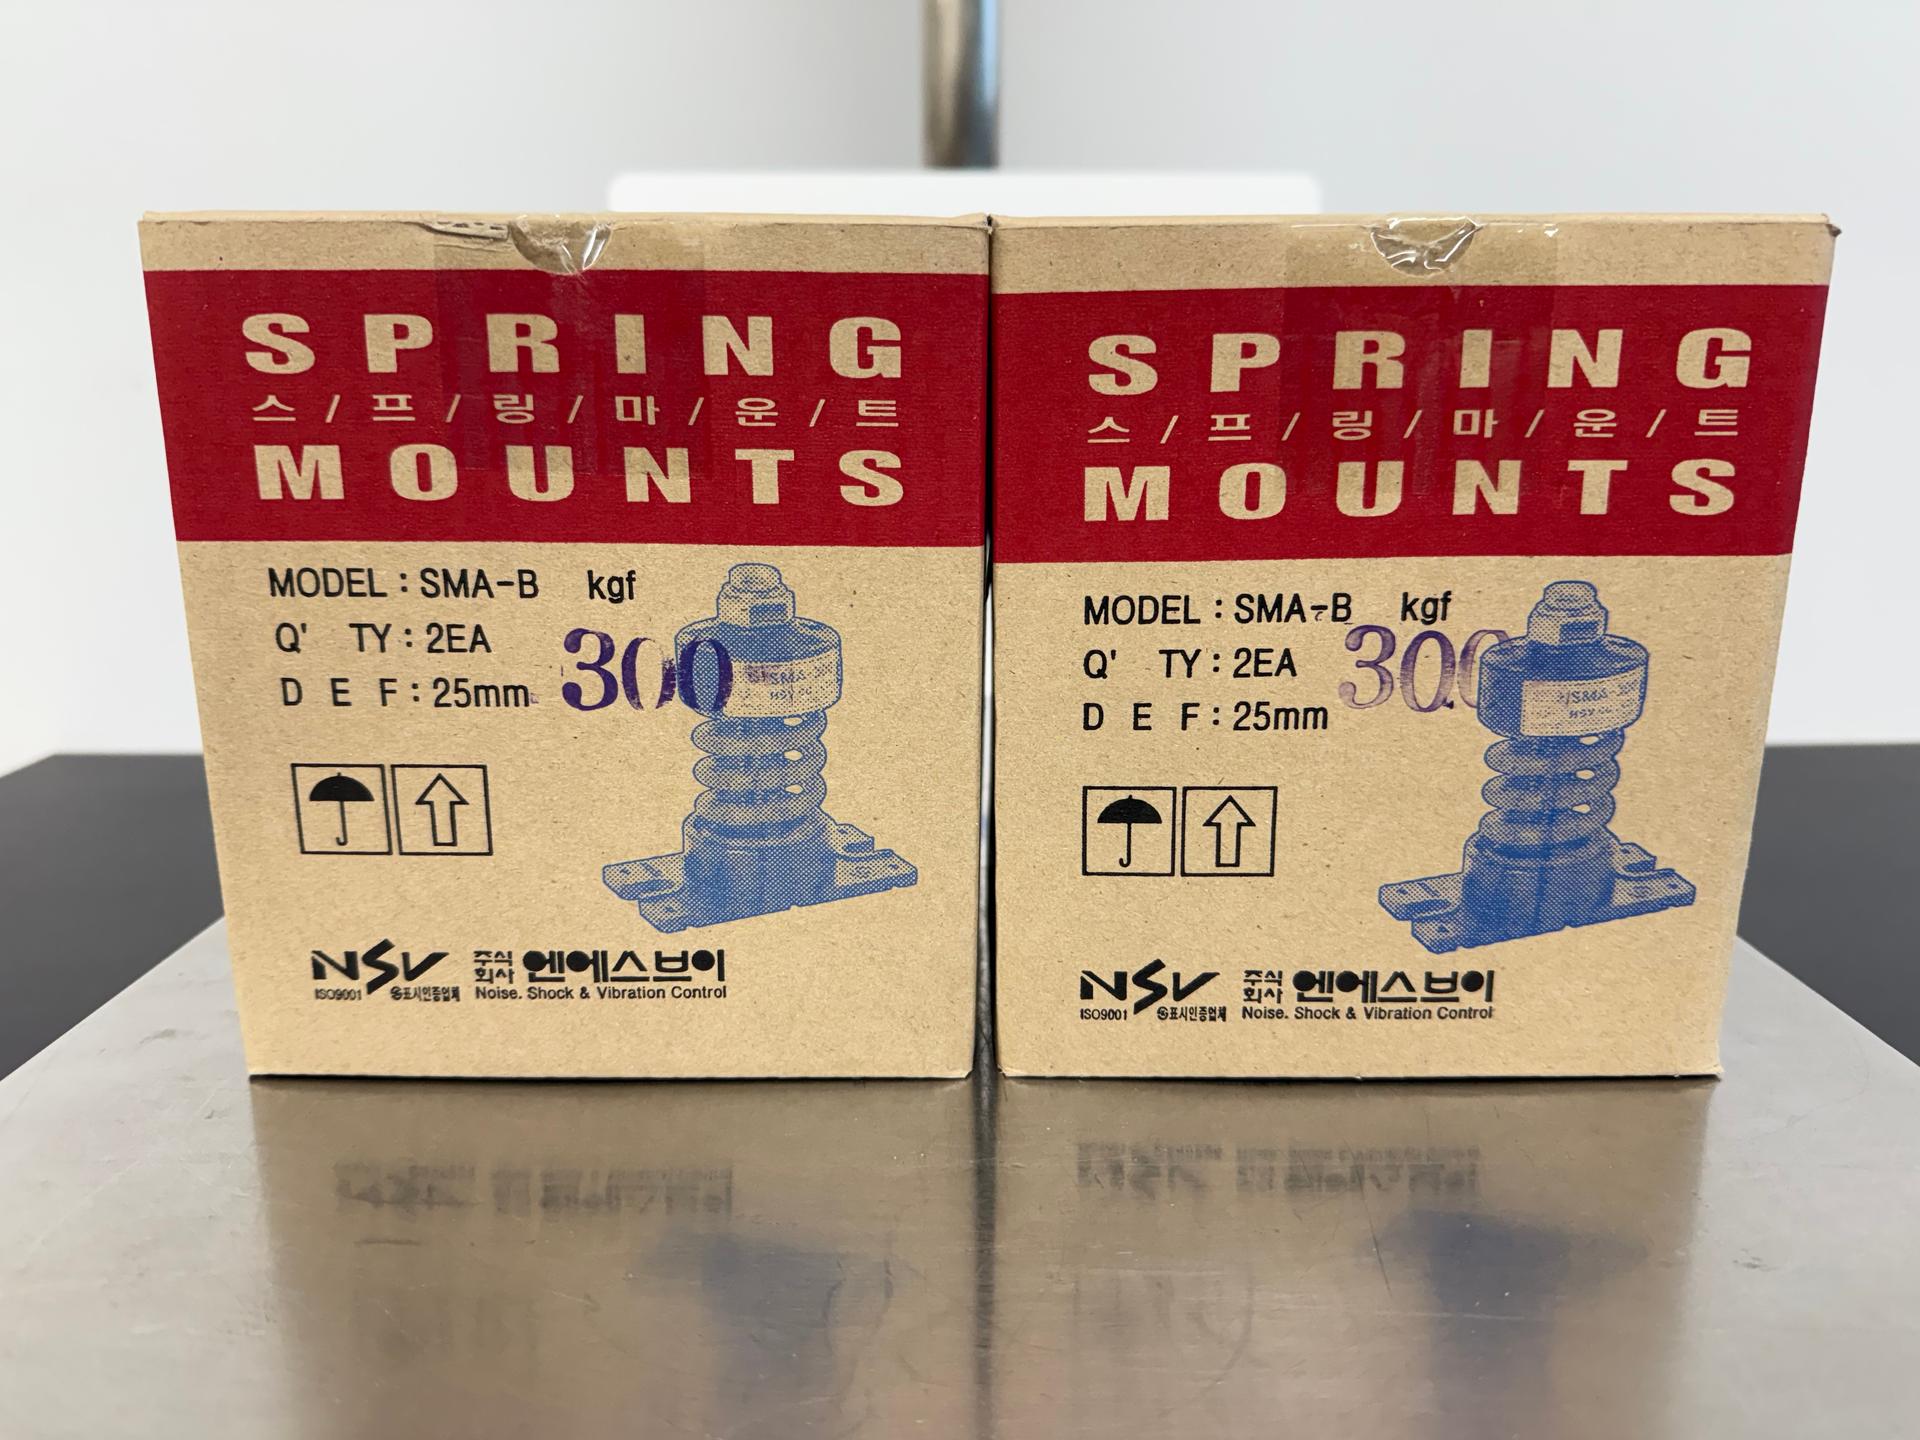 SPRING
스/프/링/마/운/트
MOUNTS
MODEL : SMA-B kgf
Q' TY : 2EA
300
D E F : 25mm
NSV
ISO9001
㉿표시인증업체
주식회사 엔에스브이
Noise. Shock & Vibration Control
SPRING
스/프/링/마/운/트
MOUNTS
MODEL : SMA-B kgf
Q' TY : 2EA
300
D E F : 25mm
NSV
ISO9001
㉿표시인증업체
주식회사 엔에스브이
Noise. Shock & Vibration Control